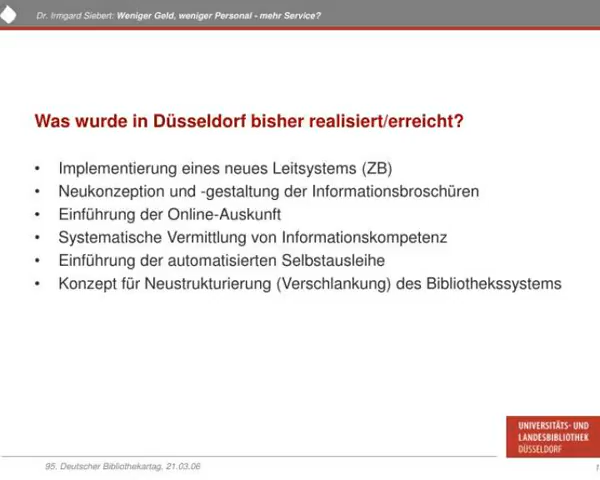 Dr. Irmgard Siebert: Weniger Geld, weniger Personal - mehr Service?
Was wurde in Düsseldorf bisher realisiert/erreicht?
• Implementierung eines neues Leitsystems (ZB)
• Neukonzeption und -gestaltung der Informationsbroschüren
• Einführung der Online-Auskunft
• Systematische Vermittlung von Informationskompetenz
• Einführung der automatisierten Selbstausleihe
• Konzept für Neustrukturierung (Verschlankung) des Bibliothekssystems
UNIVERSITÄTS- UND
LANDESBIBLIOTHEK
DÜSSELDORF
95. Deutscher Bibliothekartag, 21.03.06